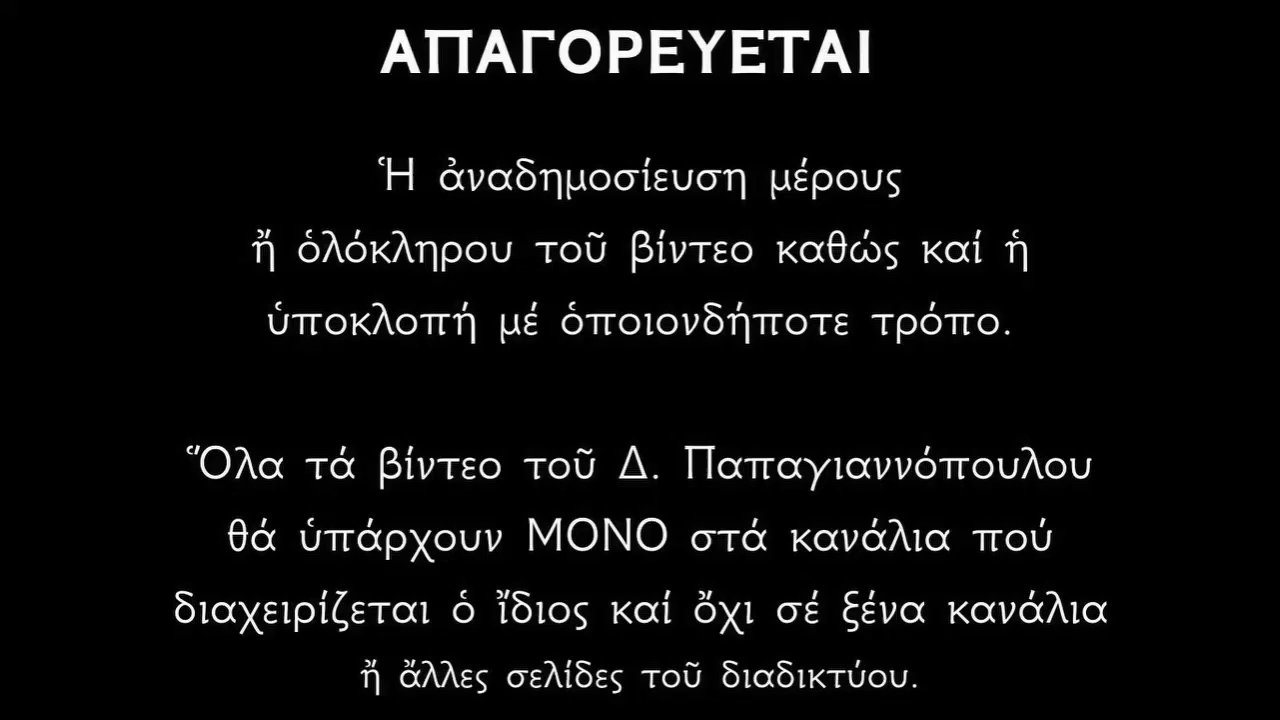 ΑΠΑΓΟΡΕΥΕΤΑΙ
Ἡ ἀναδημοσίευση μέρους
ἤ ὁλόκληρου τοῦ βίντεο καθώς καί ἡ
ὑποκλοπή μέ ὁποιονδήποτε τρόπο.
Ὅλα τά βίντεο τοῦ Δ. Παπαγιαννόπουλου
θά ὑπάρχουν ΜΟΝΟ στά κανάλια πού
διαχειρίζεται ὁ ἴδιος καί ὄχι σέ ξένα κανάλια
ἤ ἄλλες σελίδες τοῦ διαδικτύου.